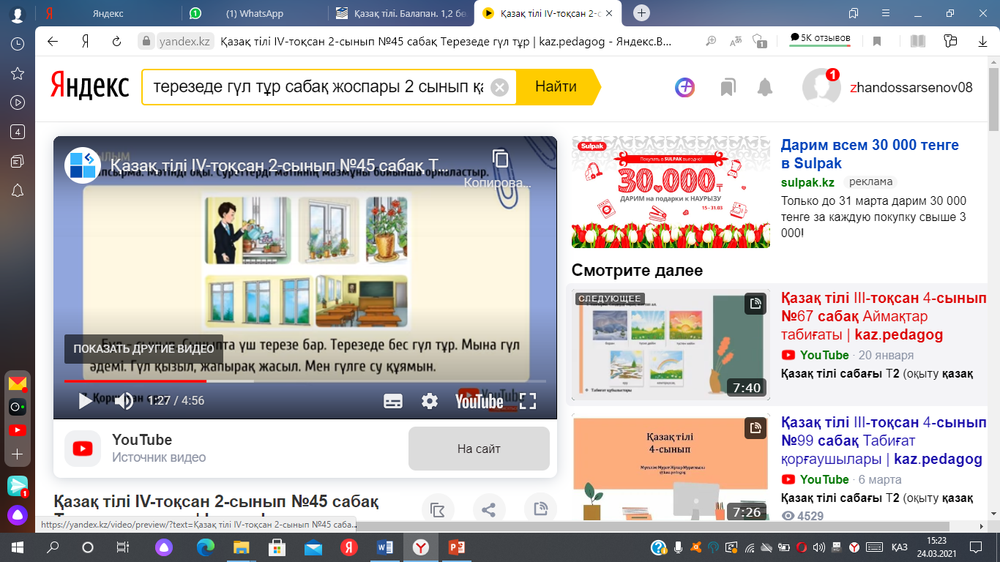 Яндекс
(1) WhatsApp
Қазақ тілі. Балапан. 1,2 бе
Қазақ тілі IV-тоқсан 2-с
yandex.kz
Қазақ тілі IV-тоқсан 2-сынып №45 сабақ Терезеде гүл тұр | kaz.pedagog - Яндекс.В...
5К отзывов
1
Яндекс
терезеде гүл тұр сабақ жоспары 2 сынып қа
Найти
1
zhandossarsenov08
4
Қазақ тілі IV-тоқсан 2-сынып №45 сабақ Т...
Копирова...
Мәтінді оқы. Суреттерді мәтіннің мазмұны бойынша орналастыр.
сынып. Сыныпта үш терезе бар. Терезеде бес гүл тұр. Мына гүл
әдемі. Гүл қызыл, жапырақ жасыл. Мен гүлге су құямын.
ПОКАЗАТЬ ДРУГИЕ ВИДЕО
1:27 / 4:56
YouTube
YouTube
Источник видео
На сайт
Қазақ тілі IV-тоқсан 2-сынып №45 сабақ
https://yandex.kz/video/preview/?text=Қазақ тілі IV-тоқсан 2-сынып №45 саба...
Sulpak
Покупать в SULPAK выгодно!
30.000 ₸
ДАРИМ на подарки к НАУРЫЗУ
15 - 31.03
Дарим всем 30 000 тенге
в Sulpak
sulpak.kz реклама
Только до 31 марта дарим 30 000
тенге за каждую покупку свыше 3
000!
Смотрите далее
СЛЕДУЮЩЕЕ
7:40
Қазақ тілі III-тоқсан 4-сынып
№67 сабақ Аймақтар
табиғаты | kaz.pedagog
YouTube · 20 января
Қазақ тілі сабағы Т2 (оқыту қазақ
Қазақ тілі
4-сынып
@kaz.pedagog
7:26
Қазақ тілі III-тоқсан 4-сынып
№99 сабақ Табиғат
қорғаушылары | kaz.pedagog
YouTube · 6 марта
Қазақ тілі сабағы Т2 (оқыту қазақ
4529
1
ҚАЗ
15:23
24.03.2021